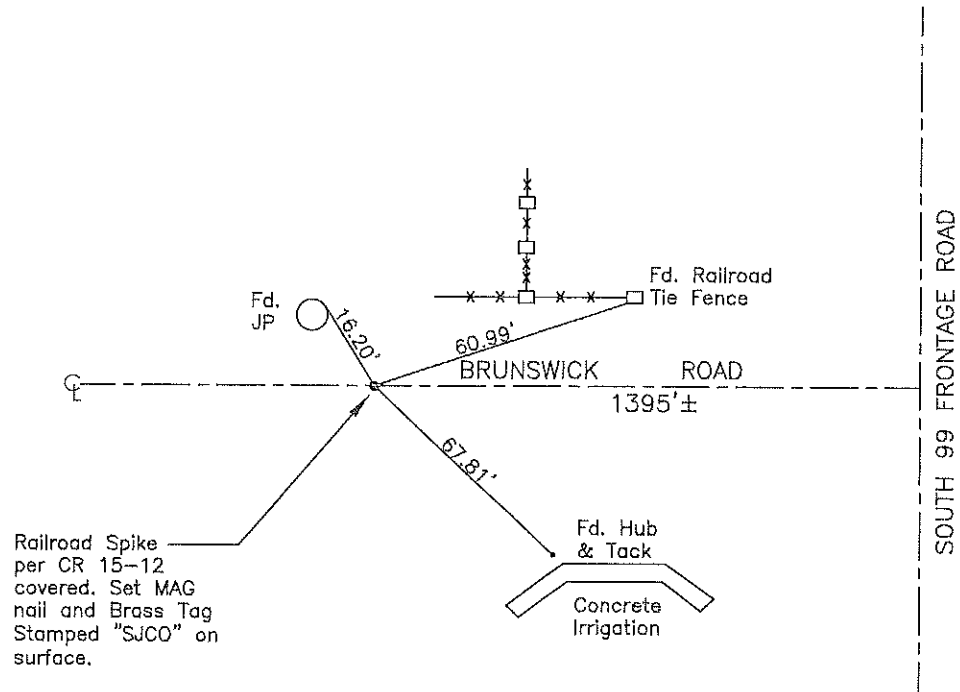 Fd. Railroad
Tie Fence
Fd.
JP
16.20'
60.99'
℄
BRUNSWICK ROAD
1395'±
SOUTH 99 FRONTAGE ROAD
67.81'
Fd. Hub
& Tack
Concrete
Irrigation
Railroad Spike
per CR 15-12
covered. Set MAG
nail and Brass Tag
Stamped "SJCO" on
surface.